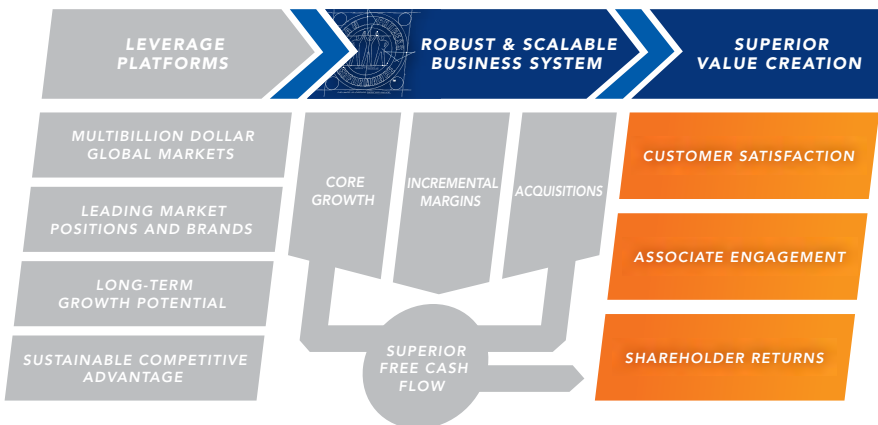 LEVERAGE
PLATFORMS
ROBUST & SCALABLE
BUSINESS SYSTEM
SUPERIOR
VALUE CREATION
MULTIBILLION DOLLAR
GLOBAL MARKETS
LEADING MARKET
POSITIONS AND BRANDS
LONG-TERM
GROWTH POTENTIAL
SUSTAINABLE COMPETITIVE
ADVANTAGE
CORE
GROWTH
INCREMENTAL
MARGINS
ACQUISITIONS
SUPERIOR
FREE CASH
FLOW
CUSTOMER SATISFACTION
ASSOCIATE ENGAGEMENT
SHAREHOLDER RETURNS